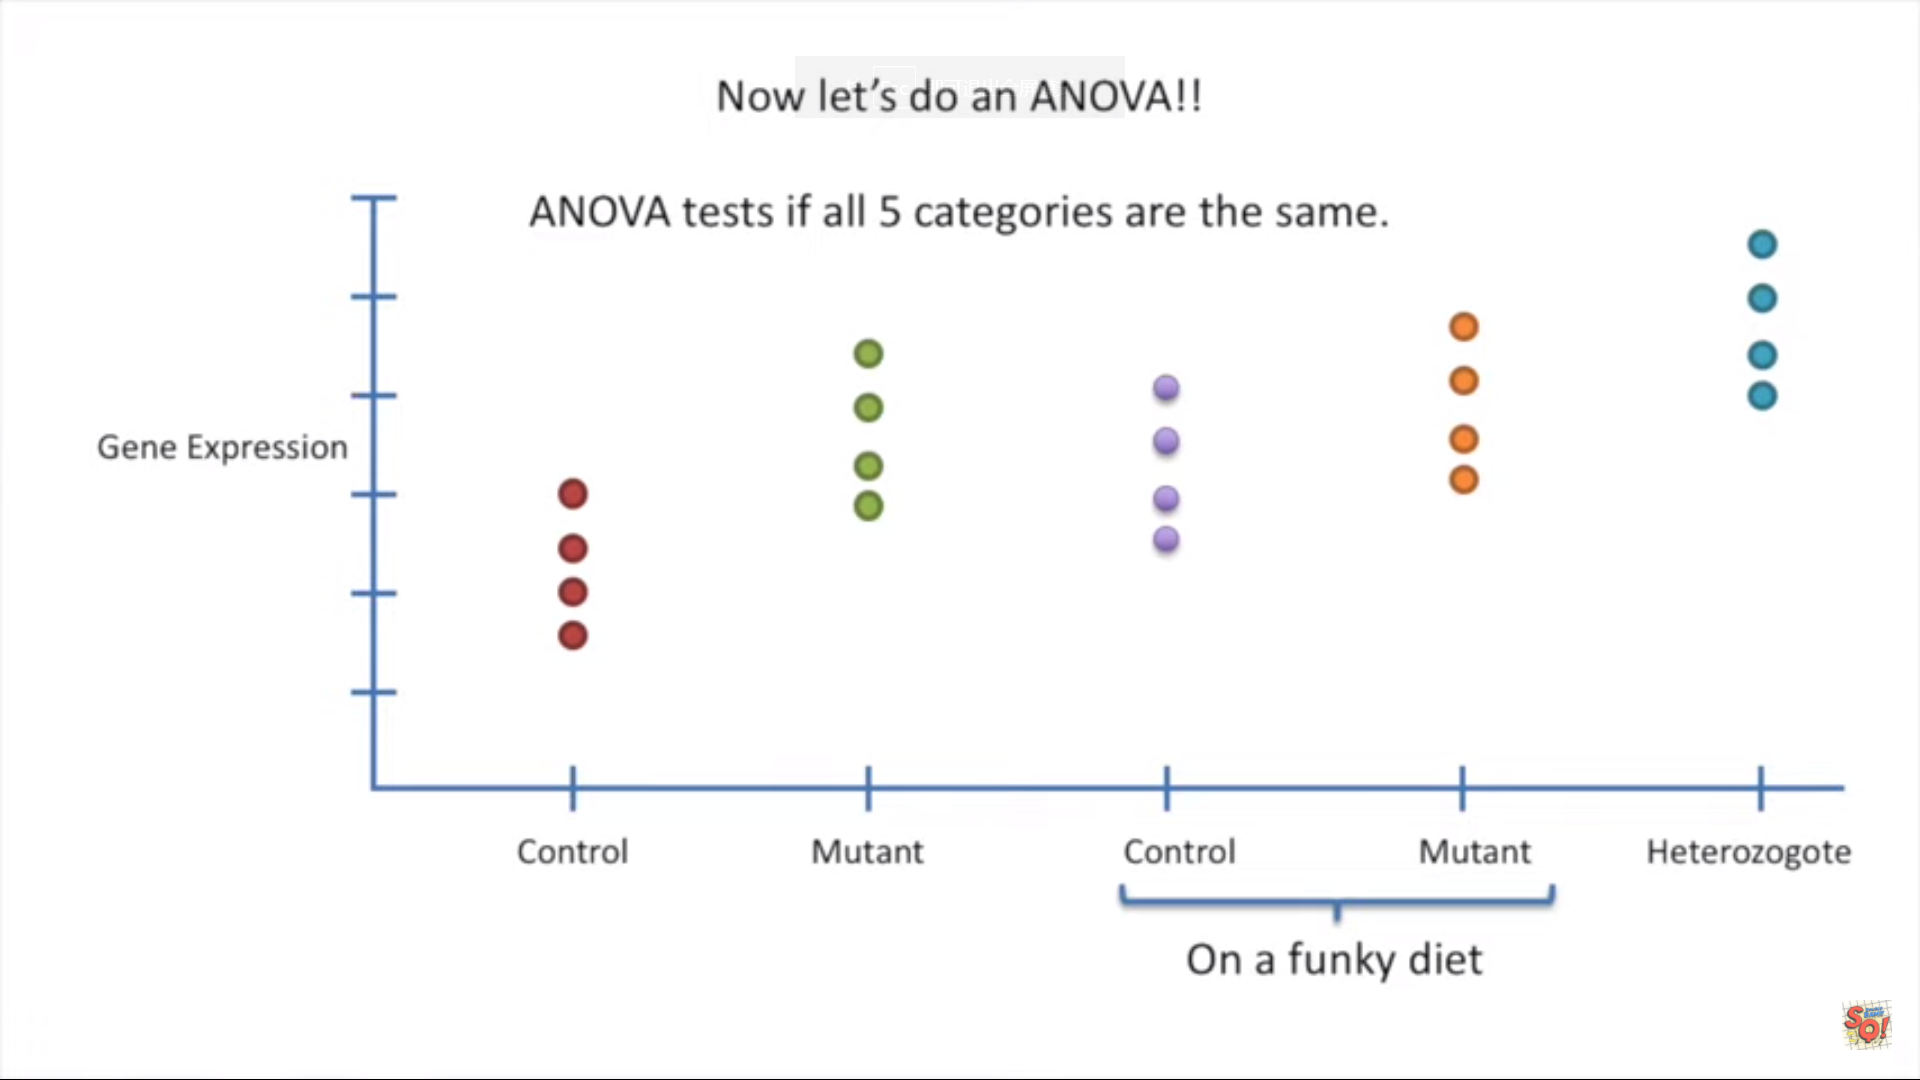 Now let's do an ANOVA!!
ANOVA tests if all 5 categories are the same.
Gene Expression
Control
Mutant
Control
Mutant
Heterozogote
On a funky diet
SQ!